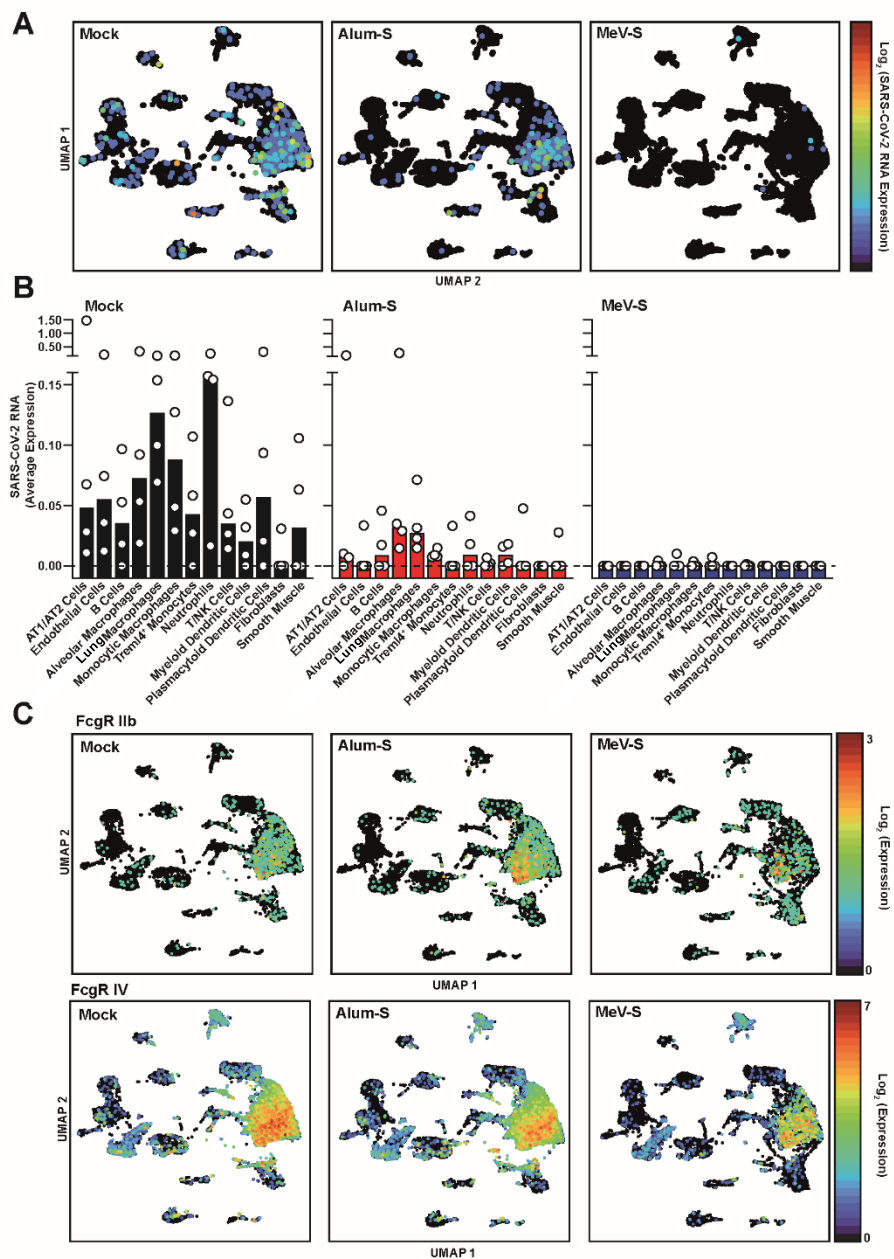 A
Mock
Alum-S
MeV-S
UMAP 1
UMAP 2
Log2 (SARS-CoV-2 RNA Expression)
B
Mock
Alum-S
MeV-S
SARS-CoV-2 RNA
(Average Expression)
1.50
1.00
0.50
0.15
0.10
0.05
0.00
AT1/AT2 Cells
Endothelial Cells
B Cells
Alveolar Macrophages
LungMacrophages
Monocytic Macrophages
Treml4+ Monocytes
Neutrophils
T/NK Cells
Myeloid Dendritic Cells
Plasmacytoid Dendritic Cells
Fibroblasts
Smooth Muscle
AT1/AT2 Cells
Endothelial Cells
B Cells
Alveolar Macrophages
LungMacrophages
Monocytic Macrophages
Treml4+ Monocytes
Neutrophils
T/NK Cells
Myeloid Dendritic Cells
Plasmacytoid Dendritic Cells
Fibroblasts
Smooth Muscle
AT1/AT2 Cells
Endothelial Cells
B Cells
Alveolar Macrophages
LungMacrophages
Monocytic Macrophages
Treml4+ Monocytes
Neutrophils
T/NK Cells
Myeloid Dendritic Cells
Plasmacytoid Dendritic Cells
Fibroblasts
Smooth Muscle
C
FcgR IIb
Mock
Alum-S
MeV-S
UMAP 2
UMAP 1
3
Log2 (Expression)
0
FcgR IV
Mock
Alum-S
MeV-S
UMAP 2
UMAP 1
7
Log2 (Expression)
0